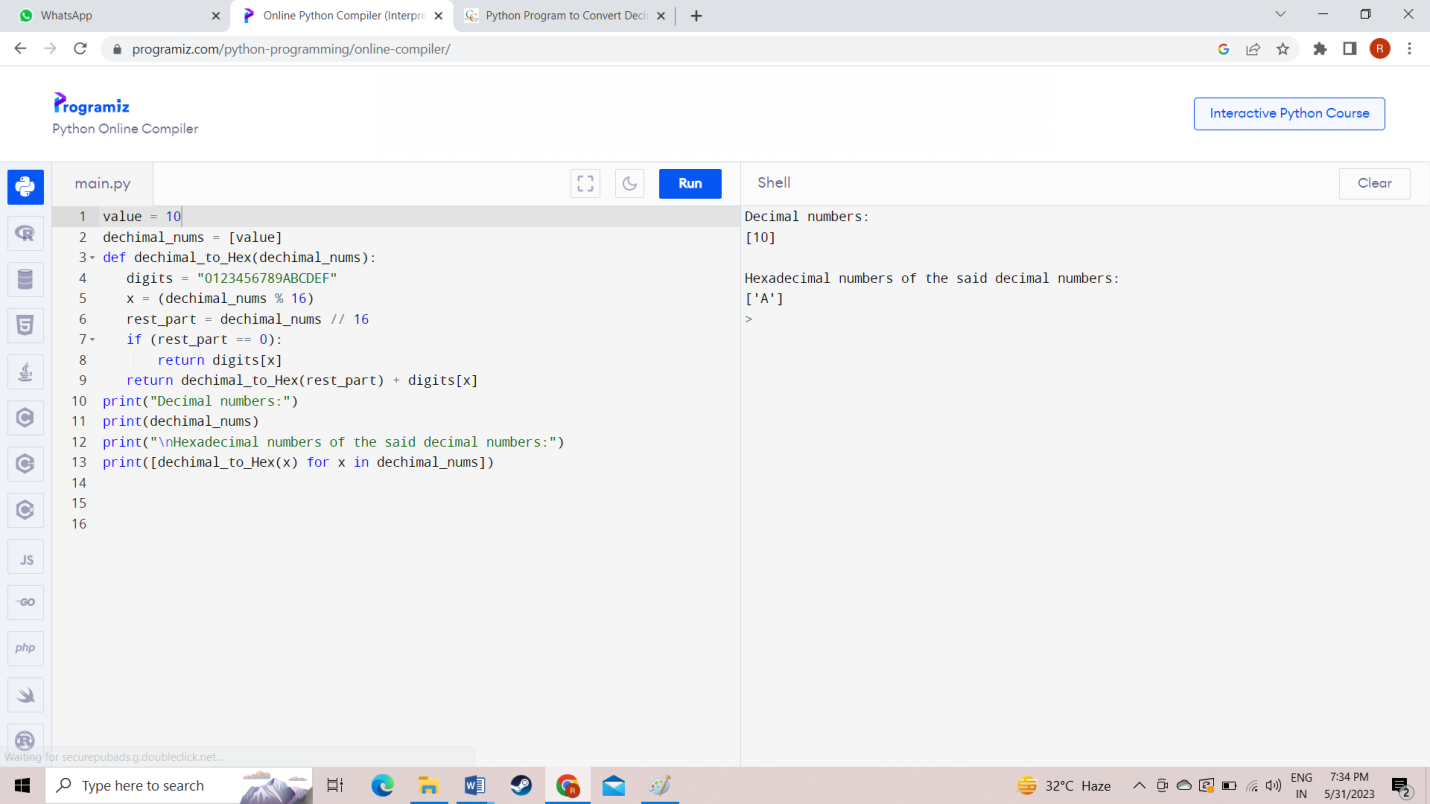 WhatsApp
Online Python Compiler (Interpre
Python Program to Convert Deci
programiz.com/python-programming/online-compiler/
R
Programiz
Python Online Compiler
Interactive Python Course
main.py
Run
Shell
Clear
1 value = 10
2 dechimal_nums = [value]
3 def dechimal_to_Hex(dechimal_nums):
4 digits = "0123456789ABCDEF"
5 x = (dechimal_nums % 16)
6 rest_part = dechimal_nums // 16
7 if (rest_part == 0):
8 return digits[x]
9 return dechimal_to_Hex(rest_part) + digits[x]
10 print("Decimal numbers:")
11 print(dechimal_nums)
12 print("\nHexadecimal numbers of the said decimal numbers:")
13 print([dechimal_to_Hex(x) for x in dechimal_nums])
14
15
16
Decimal numbers:
[10]
Hexadecimal numbers of the said decimal numbers:
['A']
>
JS
GO
php
Waiting for securepubads.g.doubleclick.net...
Type here to search
32°C Haze
ENG
IN
7:34 PM
5/31/2023
2